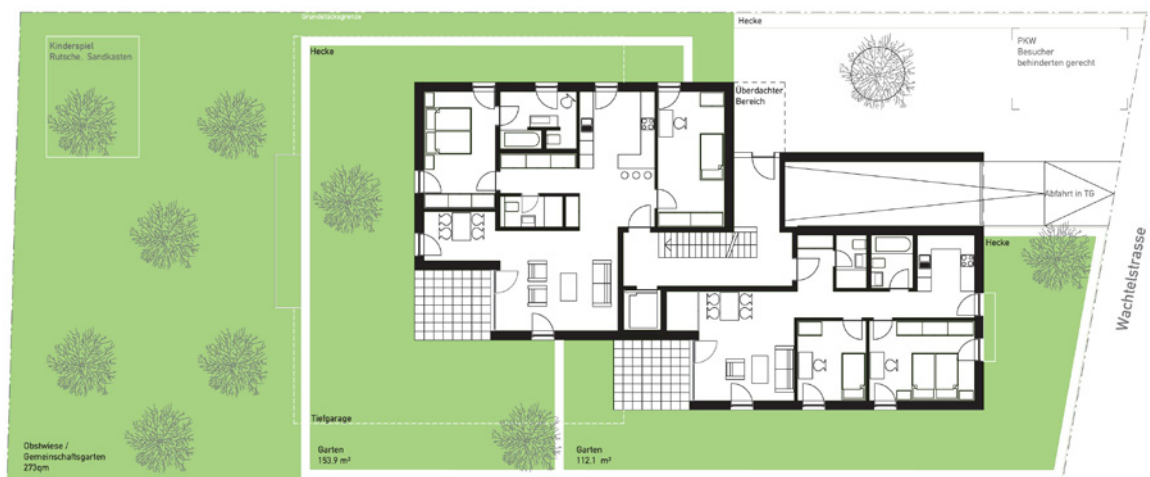 Grundstücksgrenze
Hecke
Kinderspiel
Rutsche, Sandkasten
Hecke
PKW
Besucher
behinderten gerecht
Überdachter
Bereich
Abfahrt in TG
Hecke
Wachtelstrasse
Tiefgarage
Obstwiese /
Gemeinschaftsgarten
273qm
Garten
153.9 m²
Garten
112.1 m²